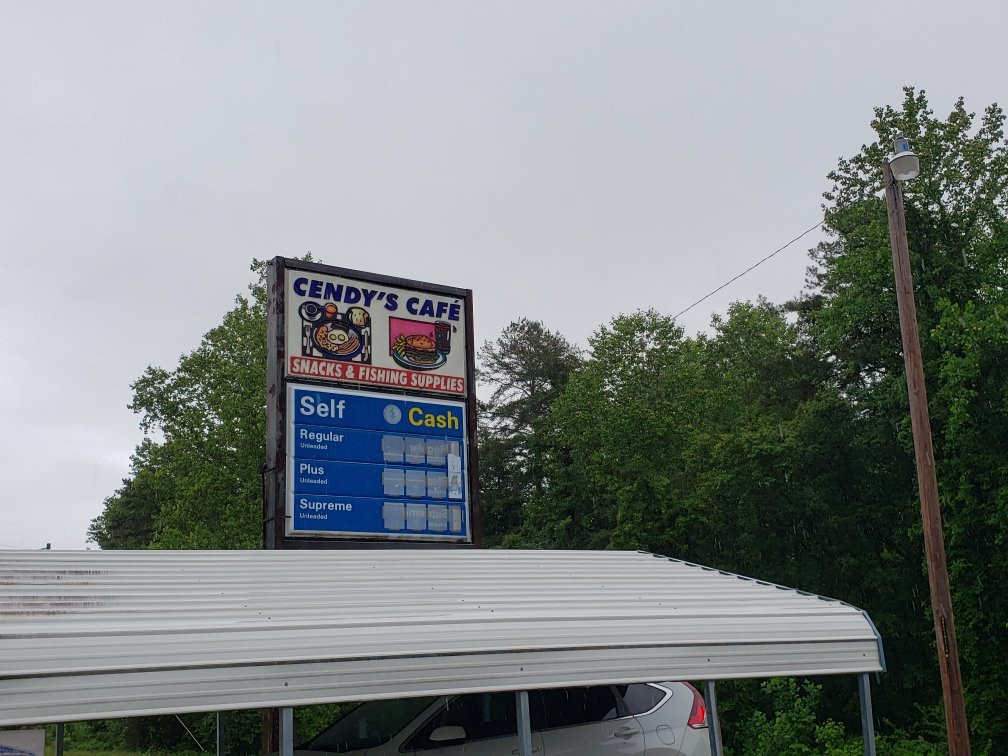 CENDY'S CAFÉ
SNACKS & FISHING SUPPLIES
Self Cash
Regular
Unleaded
Plus
Unleaded
Supreme
Unleaded